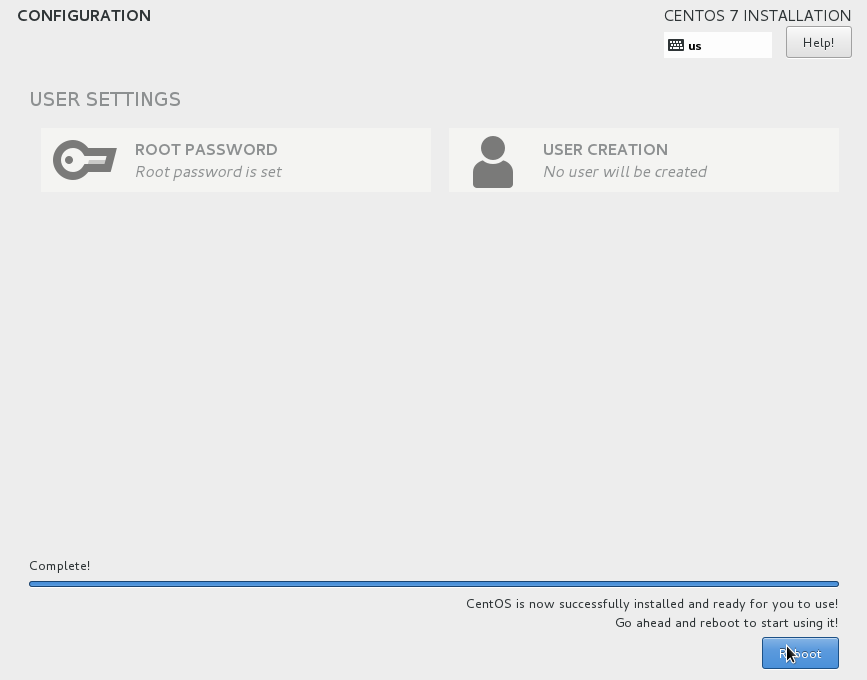 CONFIGURATION
CENTOS 7 INSTALLATION
us
Help!
USER SETTINGS
ROOT PASSWORD
Root password is set
USER CREATION
No user will be created
Complete!
CentOS is now successfully installed and ready for you to use!
Go ahead and reboot to start using it!
Reboot